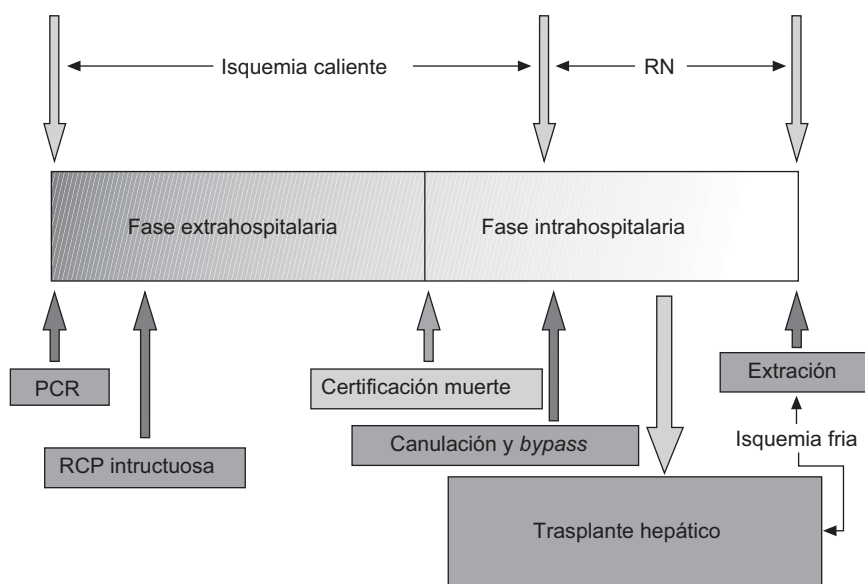 Isquemia caliente
RN
Fase extrahospitalaria
Fase intrahospitalaria
PCR
Certificación muerte
Extración
RCP intructuosa
Canulación y bypass
Isquemia fria
Trasplante hepático